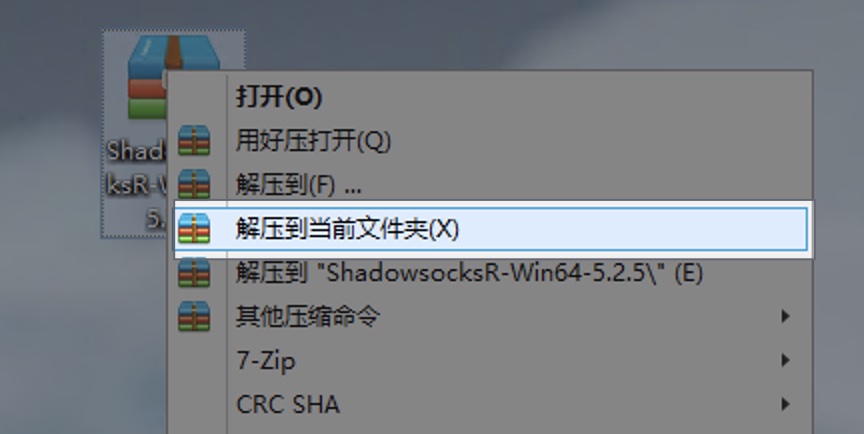 Shad
ksR-W
5.
打开(O)
用好压打开(Q)
解压到(F) ...
解压到当前文件夹(X)
解压到 "ShadowsocksR-Win64-5.2.5\" (E)
其他压缩命令
7-Zip
CRC SHA